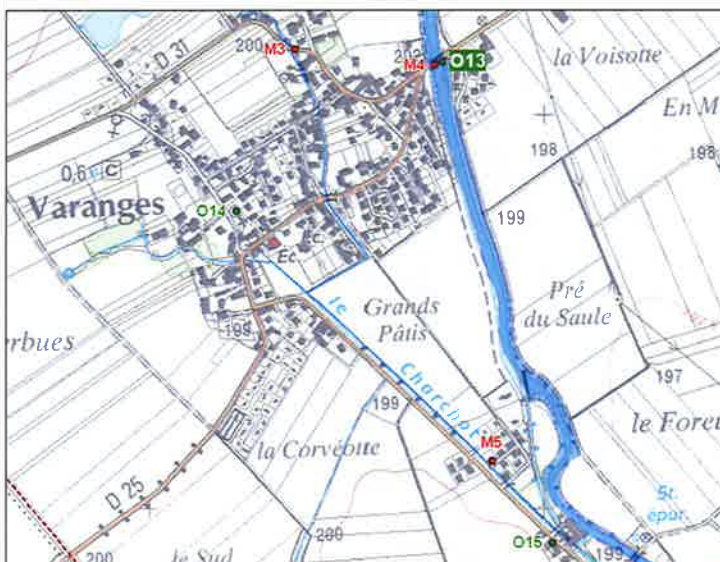 200
M3
202
M4
O13
la Voisotte
D 31
En M
198
198
0,6
C
Varanges
O14
199
Ec.
c.
le Charchot
Grands
Pâtis
Pré
du Saule
rbues
199
197
199
M5
le Foreu
la Corvéotte
D 25
St.
épur.
200
200
le Sud
O15
199